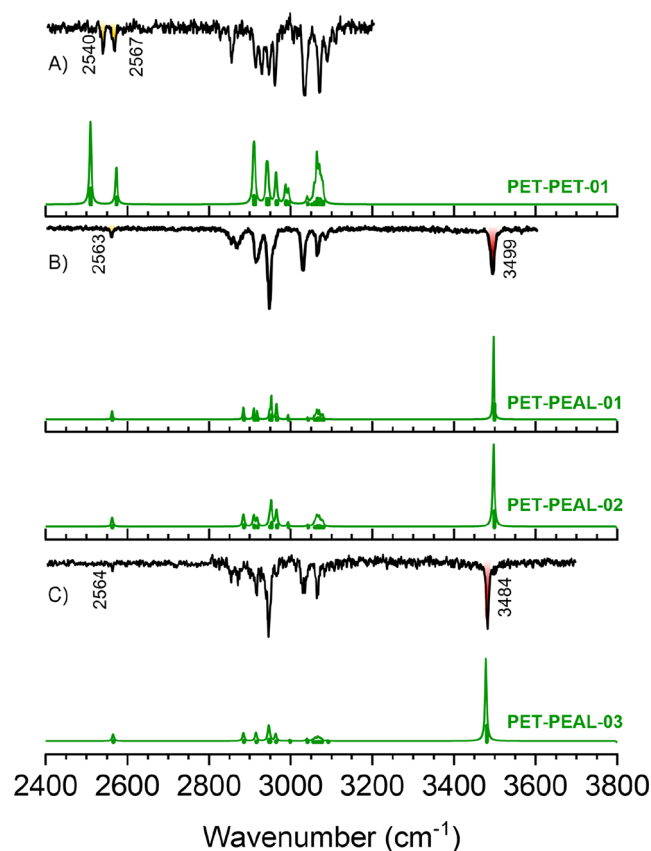 A)
2540
2567
PET-PET-01
B)
2563
3499
PET-PEAL-01
PET-PEAL-02
C)
2564
3484
PET-PEAL-03
2400 2600 2800 3000 3200 3400 3600 3800
Wavenumber (cm⁻¹)